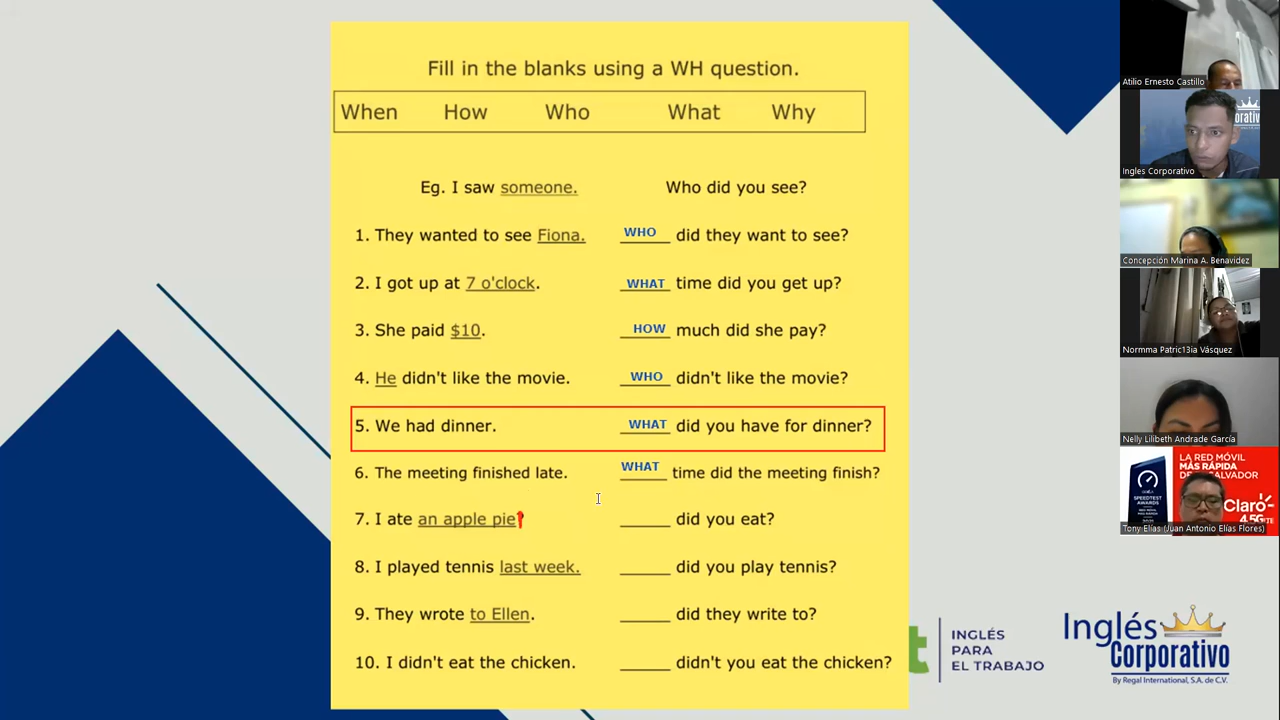 Fill in the blanks using a WH question.
When How Who What Why
Eg. I saw someone. Who did you see?
1. They wanted to see Fiona. WHO did they want to see?
2. I got up at 7 o'clock. WHAT time did you get up?
3. She paid $10. HOW much did she pay?
4. He didn't like the movie. WHO didn't like the movie?
5. We had dinner. WHAT did you have for dinner?
6. The meeting finished late. WHAT time did the meeting finish?
7. I ate an apple pie? _____ did you eat?
8. I played tennis last week. _____ did you play tennis?
9. They wrote to Ellen. _____ did they write to?
10. I didn't eat the chicken. _____ didn't you eat the chicken?
t
INGLÉS
PARA
EL TRABAJO
Inglés
Corporativo
By Regal International, S.A. de C.V.
Atilio Ernesto Castillo
Ingles Corporativo
Concepción Marina A. Benavidez
Normma Patric13ia Vásquez
Nelly Lilibeth Andrade García
LA RED MÓVIL
MÁS RÁPIDA
SPEEDTEST
AWARDS
Claro
4.5G
Tony Elías (Juan Antonio Elías Flores)